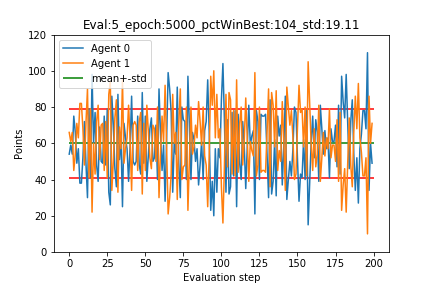 Eval:5_epoch:5000_pctWinBest:104_std:19.11
Agent 0
Agent 1
mean+-std
Points
120
100
80
60
40
20
0
0 25 50 75 100 125 150 175 200
Evaluation step